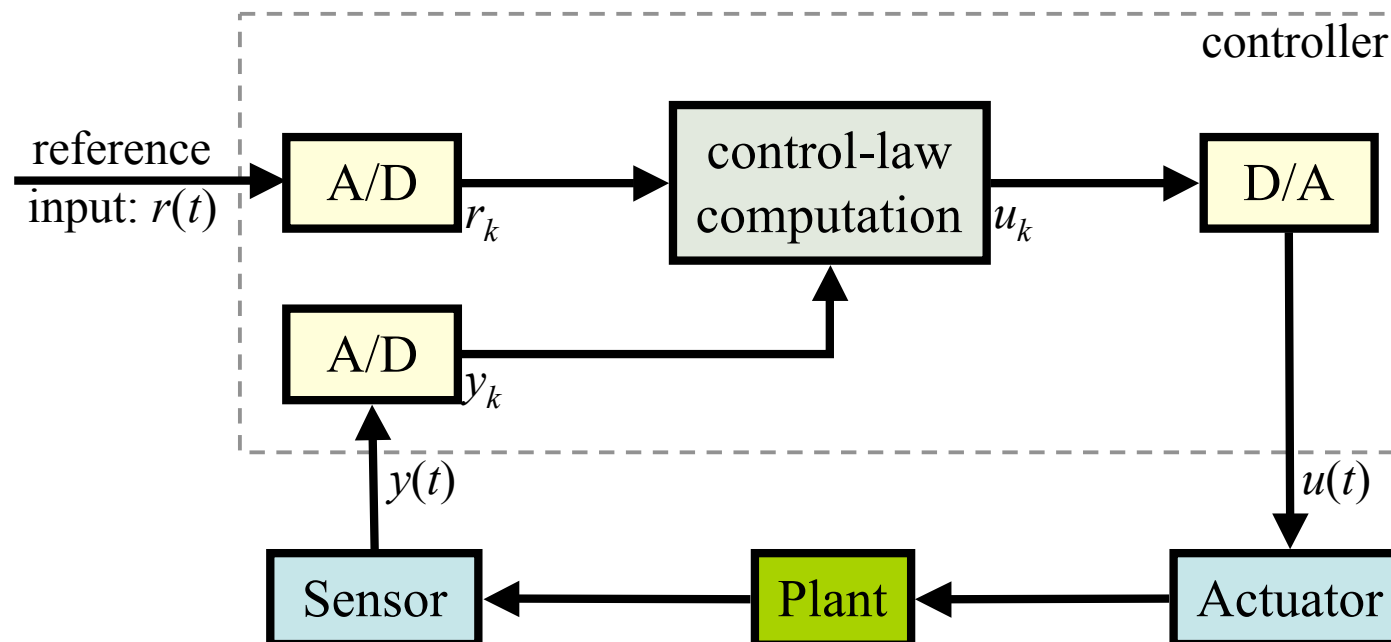 controller
reference
input: r(t)
A/D
r_k
control-law
computation
u_k
D/A
A/D
y_k
y(t)
u(t)
Sensor
Plant
Actuator